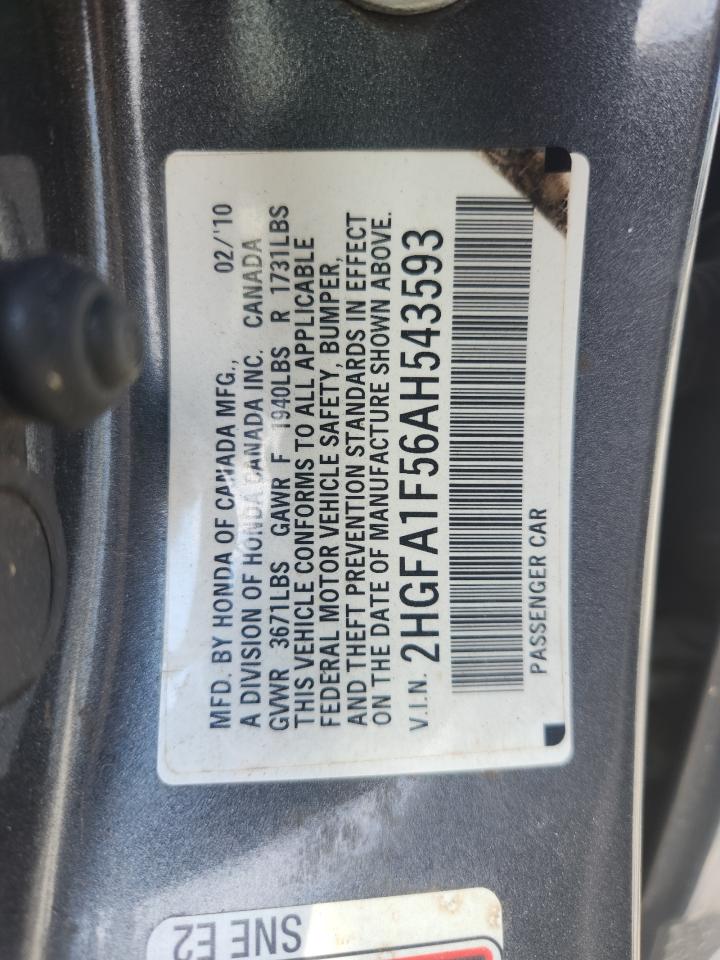 MFD. BY HONDA OF CANADA MFG., 02/'10
A DIVISION OF HONDA CANADA INC. CANADA
GVWR 3671LBS GAWR F 1940LBS R 1731LBS
THIS VEHICLE CONFORMS TO ALL APPLICABLE
FEDERAL MOTOR VEHICLE SAFETY, BUMPER,
AND THEFT PREVENTION STANDARDS IN EFFECT
ON THE DATE OF MANUFACTURE SHOWN ABOVE.
V.I.N. 2HGFA1F56AH543593
PASSENGER CAR
SNE E2